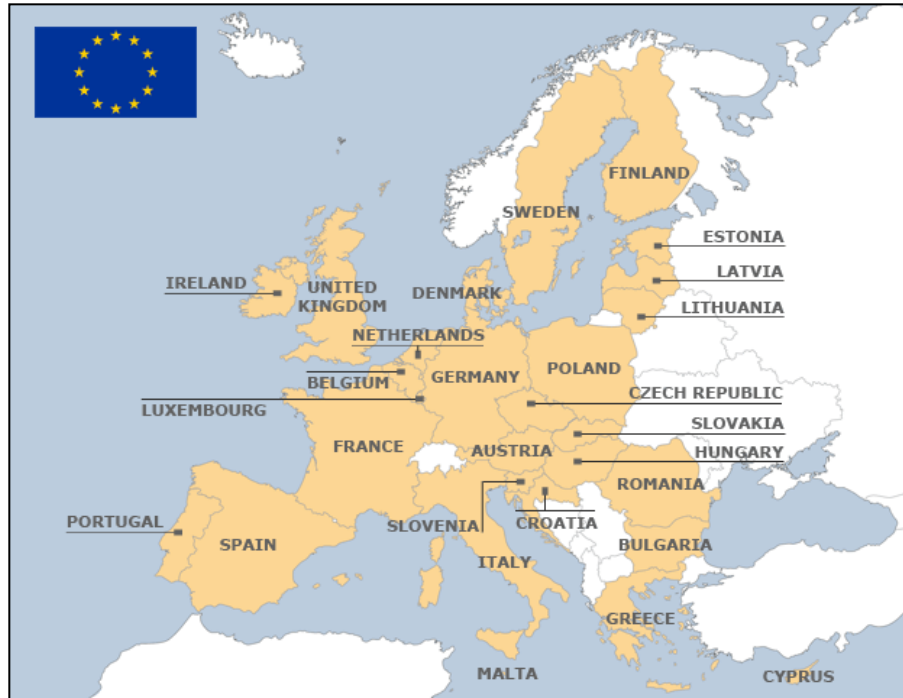 FINLAND
SWEDEN
ESTONIA
LATVIA
LITHUANIA
IRELAND
UNITED
KINGDOM
DENMARK
NETHERLANDS
BELGIUM
LUXEMBOURG
GERMANY
POLAND
CZECH REPUBLIC
SLOVAKIA
HUNGARY
FRANCE
AUSTRIA
ROMANIA
PORTUGAL
SPAIN
SLOVENIA
CROATIA
ITALY
BULGARIA
GREECE
MALTA
CYPRUS